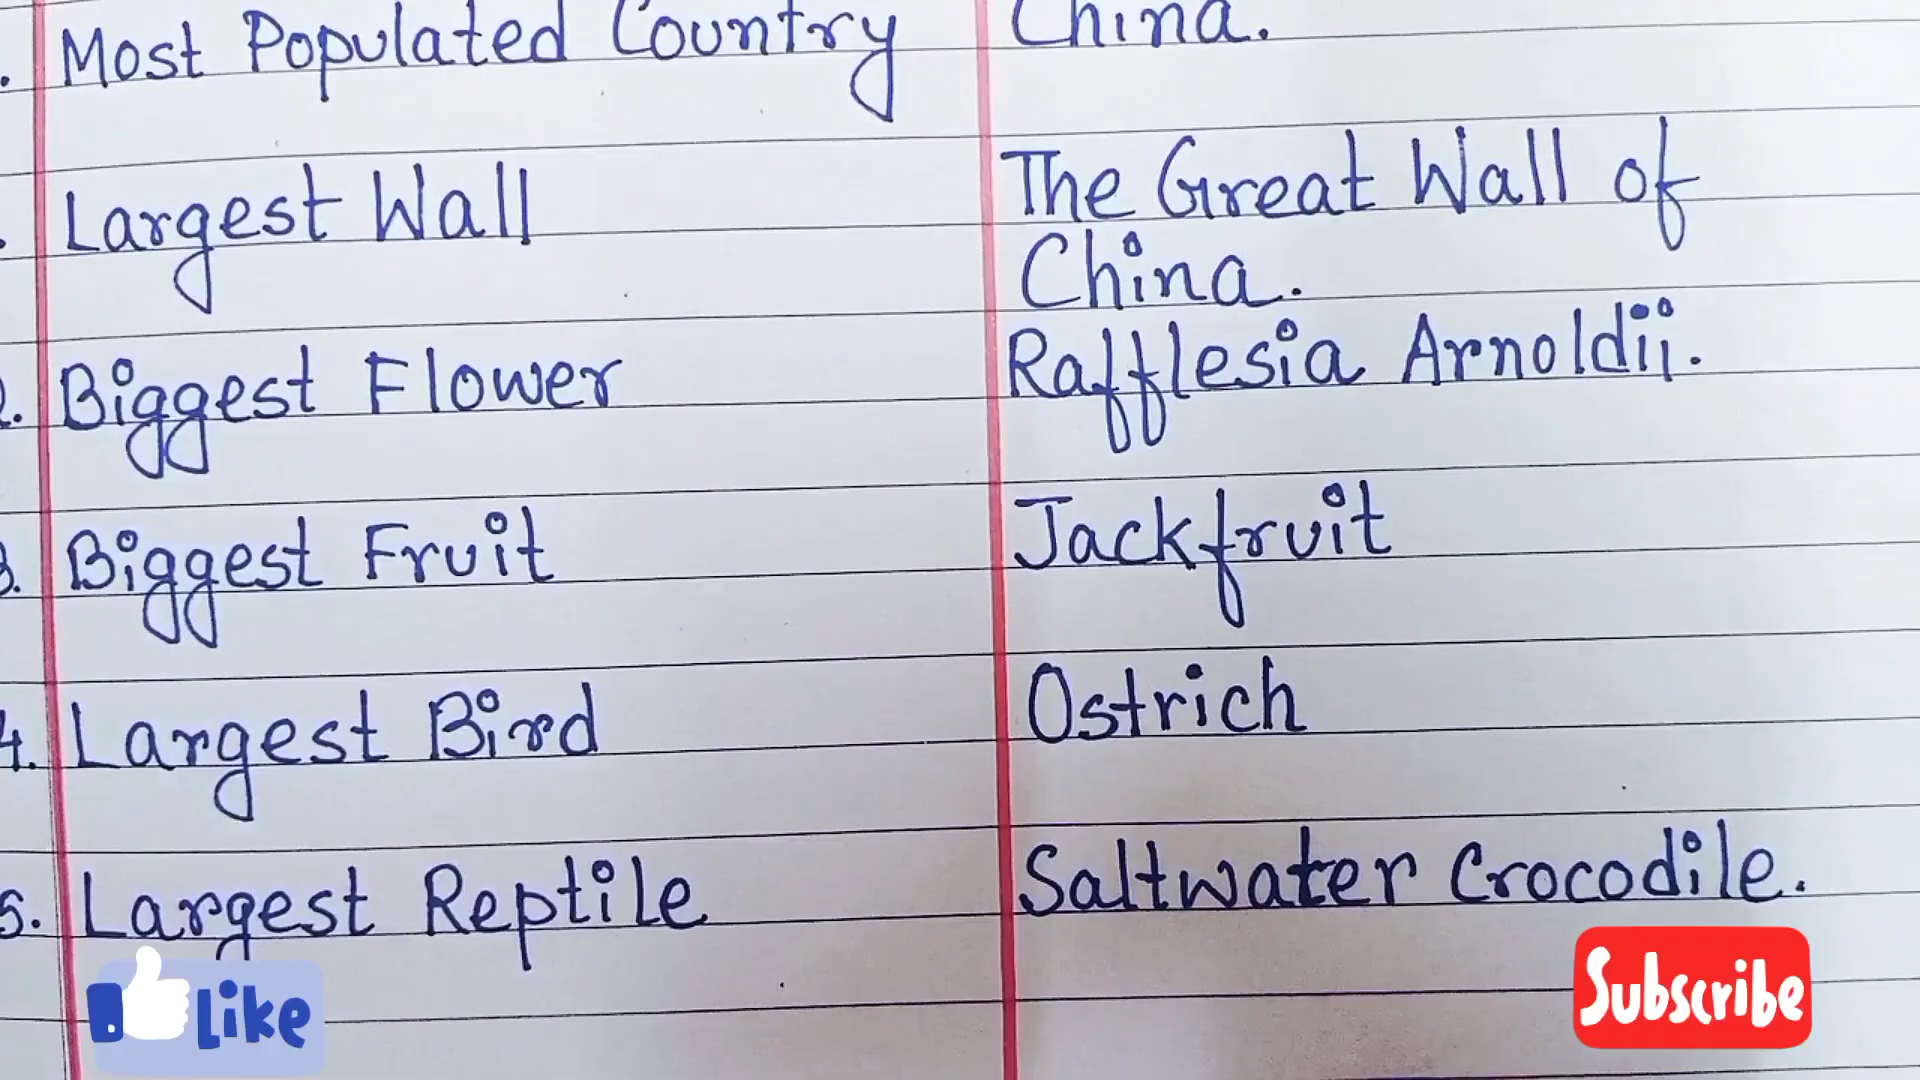 . Most Populated Country China.
. Largest Wall The Great Wall of
China.
2. Biggest Flower Rafflesia Arnoldii.
3. Biggest Fruit Jackfruit
4. Largest Bird Ostrich
5. Largest Reptile Saltwater Crocodile.
Like
Subscribe